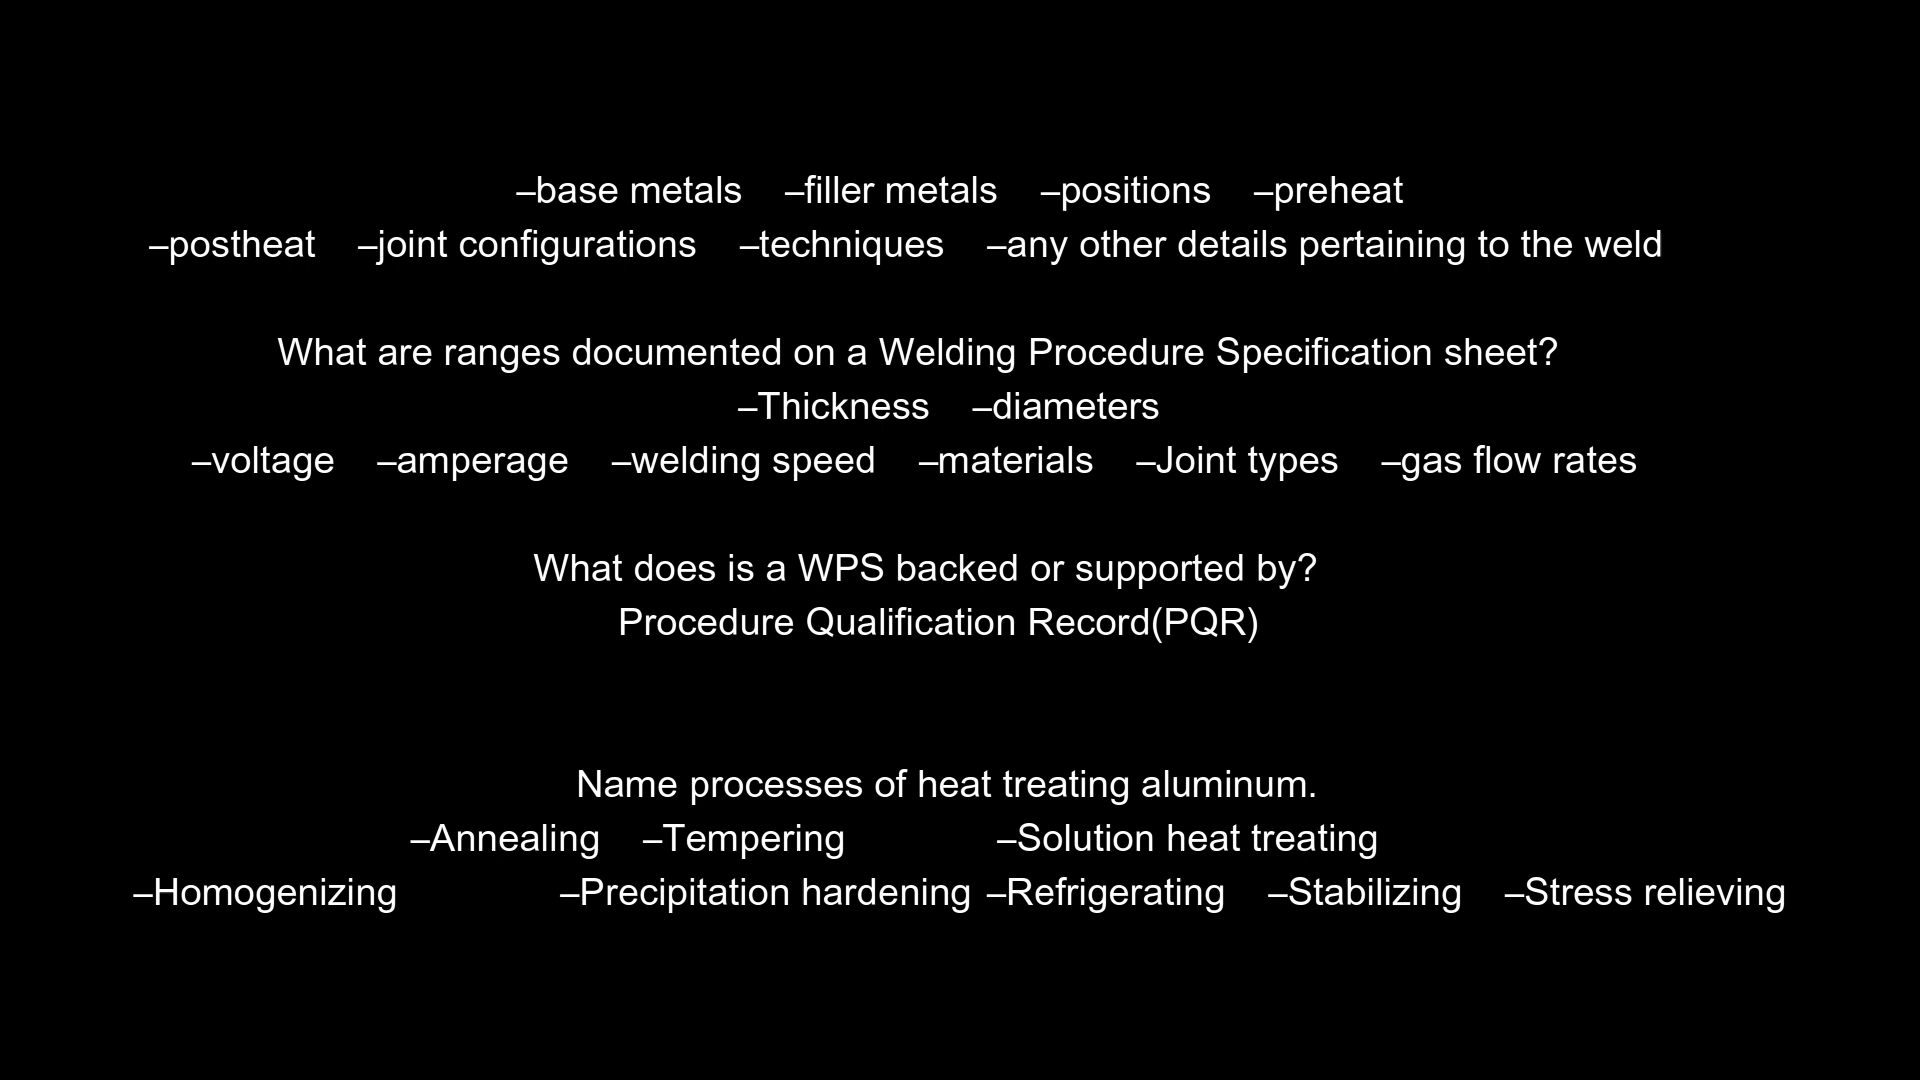 –base metals –filler metals –positions –preheat
–postheat –joint configurations –techniques –any other details pertaining to the weld
What are ranges documented on a Welding Procedure Specification sheet?
–Thickness –diameters
–voltage –amperage –welding speed –materials –Joint types –gas flow rates
What does is a WPS backed or supported by?
Procedure Qualification Record(PQR)
Name processes of heat treating aluminum.
–Annealing –Tempering –Solution heat treating
–Homogenizing –Precipitation hardening –Refrigerating –Stabilizing –Stress relieving